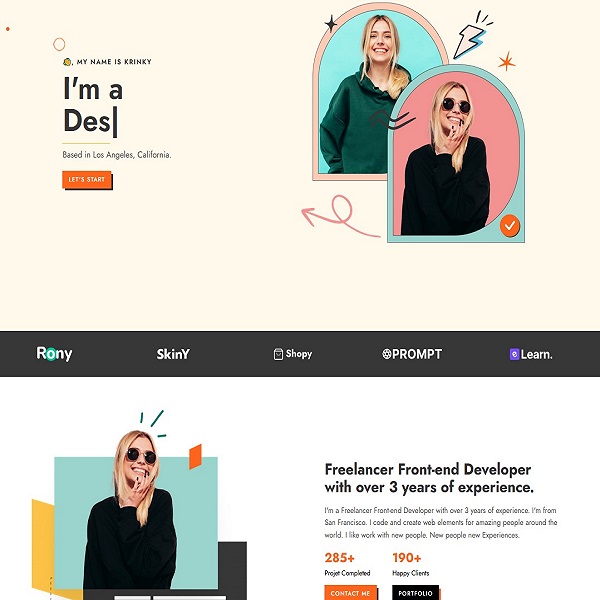 , MY NAME IS KRINKY
I'm a
Des|
Based in Los Angeles, California.
LET'S START
Rony
SkinY
Shopy
PROMPT
e Learn.
Freelancer Front-end Developer
with over 3 years of experience.
I'm a Freelancer Front-end Developer with over 3 years of experience. I'm from
San Francisco. I code and create web elements for amazing people around the
world. I like work with new people. New people new Experiences.
285+ 190+
Projet Completed Happy Clients
CONTACT ME PORTFOLIO